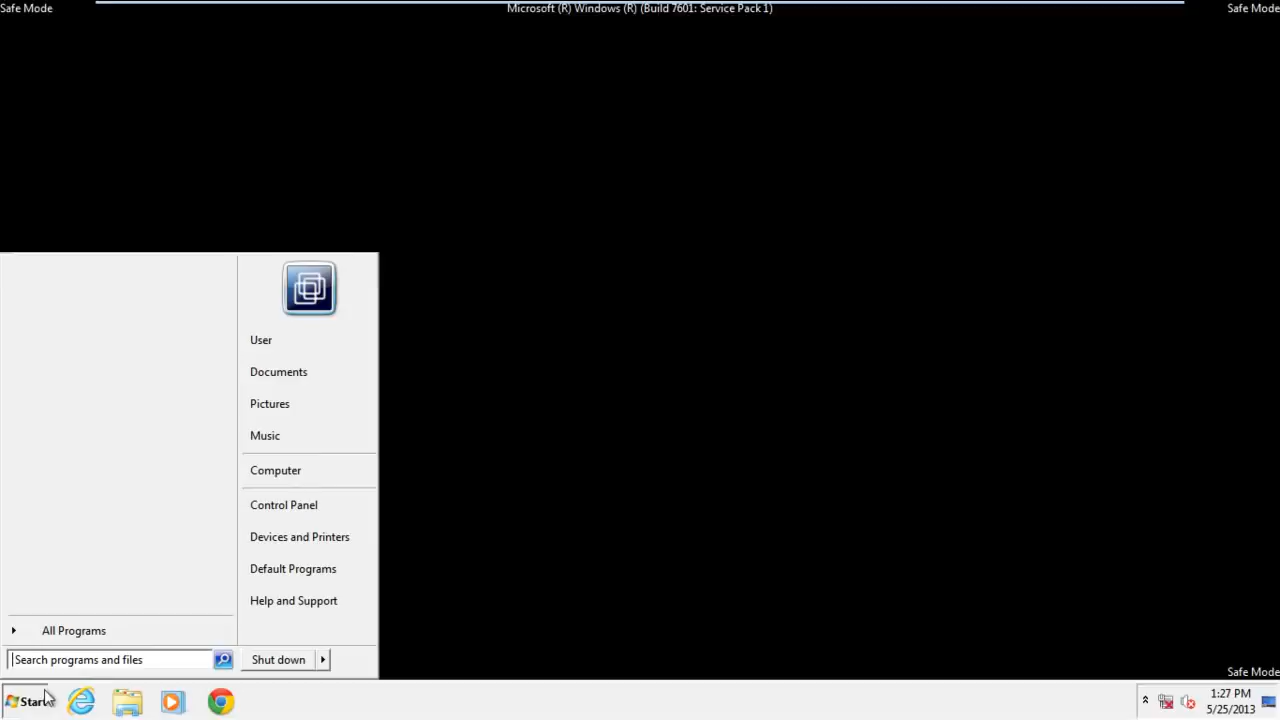 Safe Mode
Microsoft (R) Windows (R) (Build 7601: Service Pack 1)
Safe Mode
User
Documents
Pictures
Music
Computer
Control Panel
Devices and Printers
Default Programs
Help and Support
All Programs
Search programs and files
Shut down
Safe Mode
Start
1:27 PM
5/25/2013